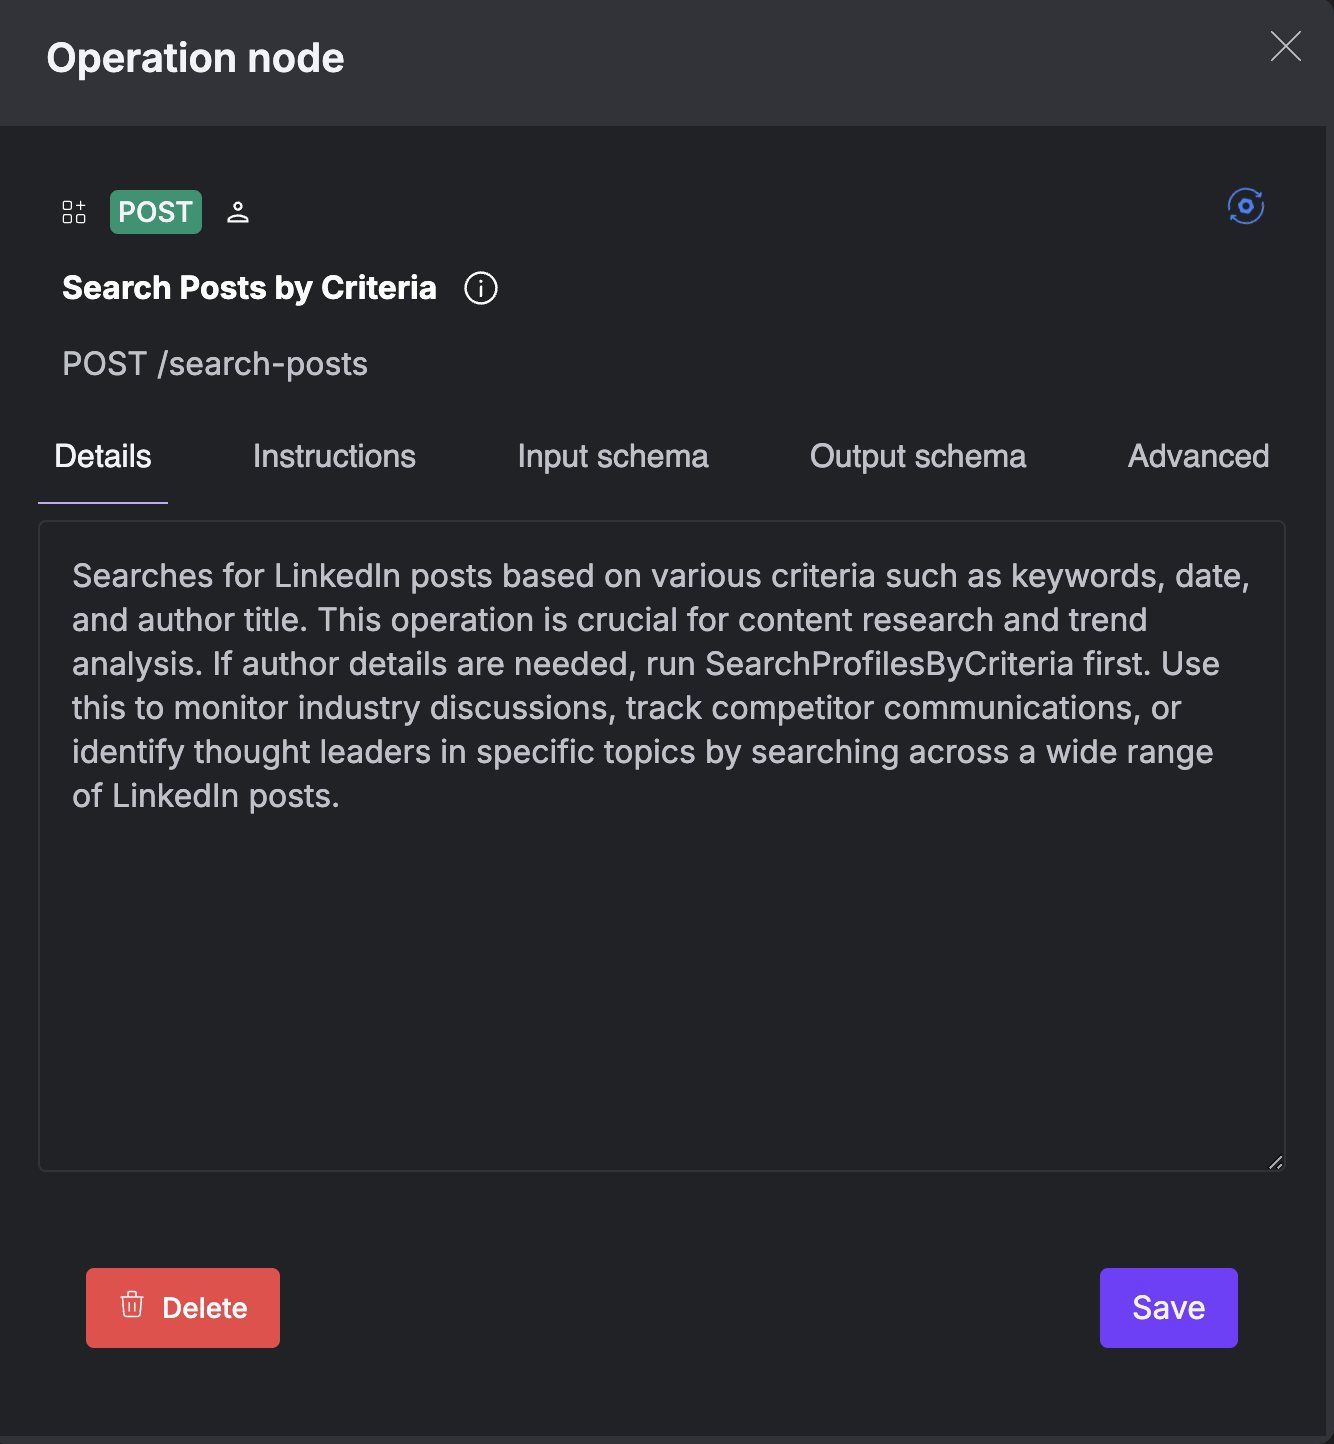 Operation node
POST
Search Posts by Criteria
POST /search-posts
Details Instructions Input schema Output schema Advanced
Searches for LinkedIn posts based on various criteria such as keywords, date,
and author title. This operation is crucial for content research and trend
analysis. If author details are needed, run SearchProfilesByCriteria first. Use
this to monitor industry discussions, track competitor communications, or
identify thought leaders in specific topics by searching across a wide range
of LinkedIn posts.
Delete Save